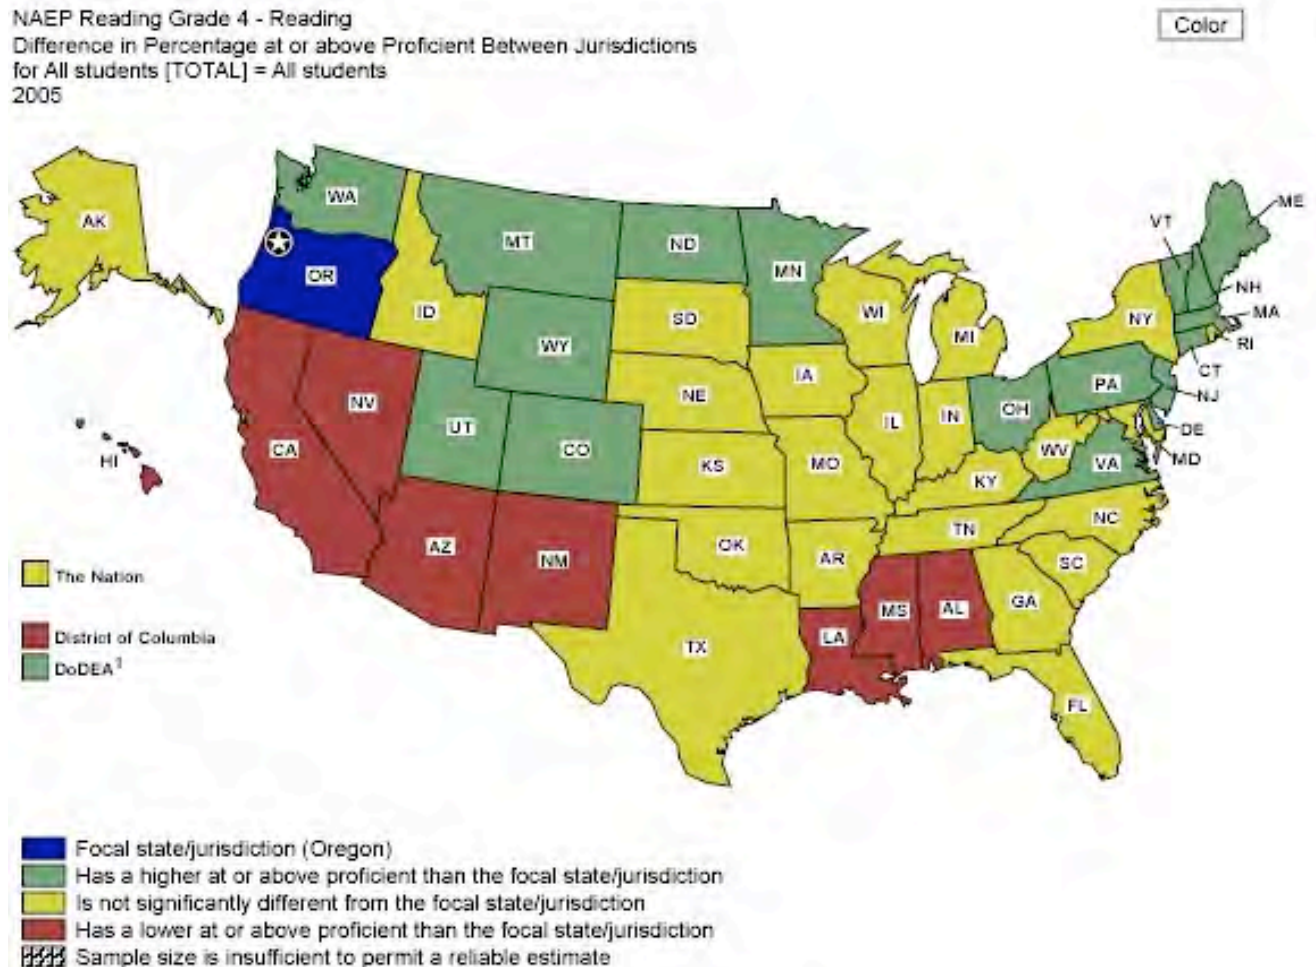 NAEP Reading Grade 4 - Reading
Color
Difference in Percentage at or above Proficient Between Jurisdictions
for All students [TOTAL] = All students
2005
AK
WA
OR
MT
ID
WY
ND
SD
MN
WI
MI
NY
VT
ME
NH
MA
RI
CT
NJ
DE
MD
PA
OH
IN
IL
IA
NE
NV
UT
CO
CA
HI
KS
MO
KY
WV
VA
NC
TN
SC
GA
AL
MS
AR
OK
NM
AZ
TX
LA
FL
The Nation
District of Columbia
DoDEA¹
Focal state/jurisdiction (Oregon)
Has a higher at or above proficient than the focal state/jurisdiction
Is not significantly different from the focal state/jurisdiction
Has a lower at or above proficient than the focal state/jurisdiction
Sample size is insufficient to permit a reliable estimate